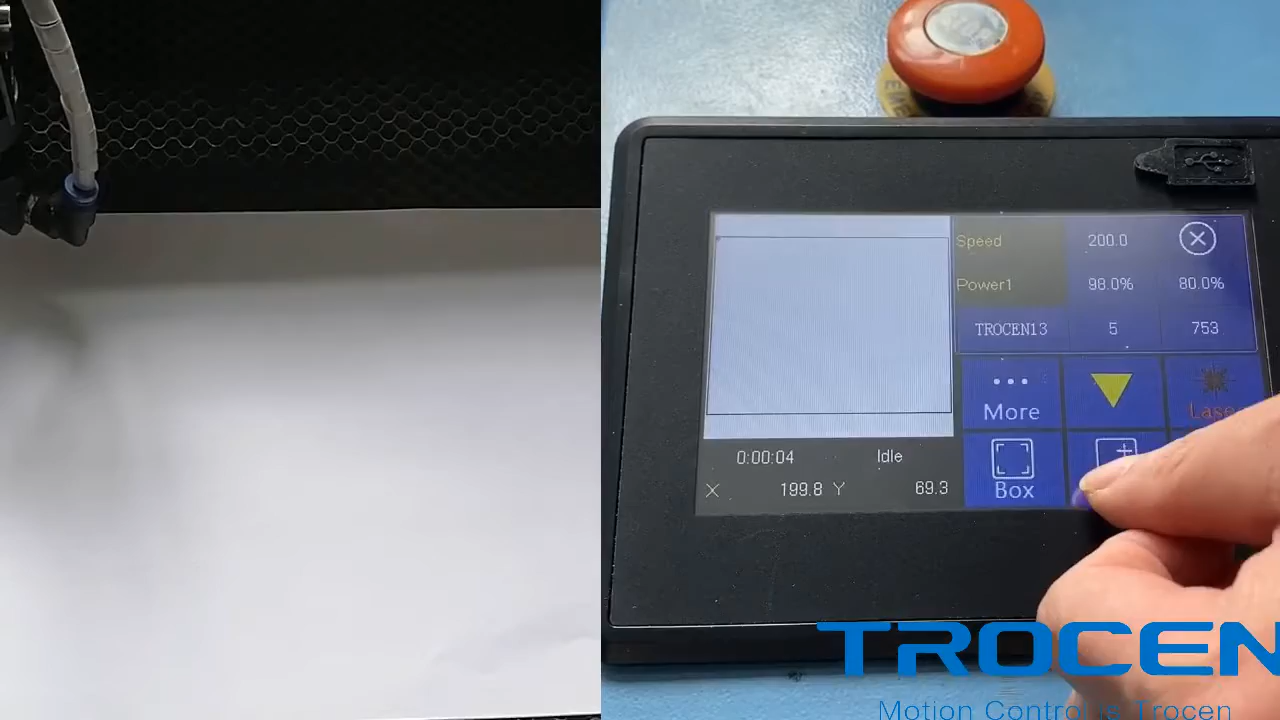 Speed 200.0
Power1 98.0% 80.0%
TROCEN13 5 753
More
Box
0:00:04 Idle
X 199.8 Y 69.3
TROCEN
Motion Control is Trocen